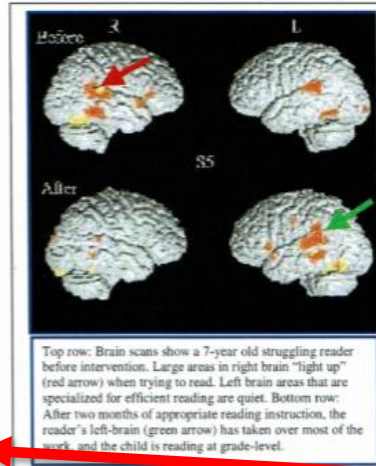 R L
Before
S5
After
Top row: Brain scans show a 7-year old struggling reader
before intervention. Large areas in right brain "light up"
(red arrow) when trying to read. Left brain areas that are
specialized for efficient reading are quiet. Bottom row:
After two months of appropriate reading instruction, the
reader's left-brain (green arrow) has taken over most of the
work, and the child is reading at grade-level.